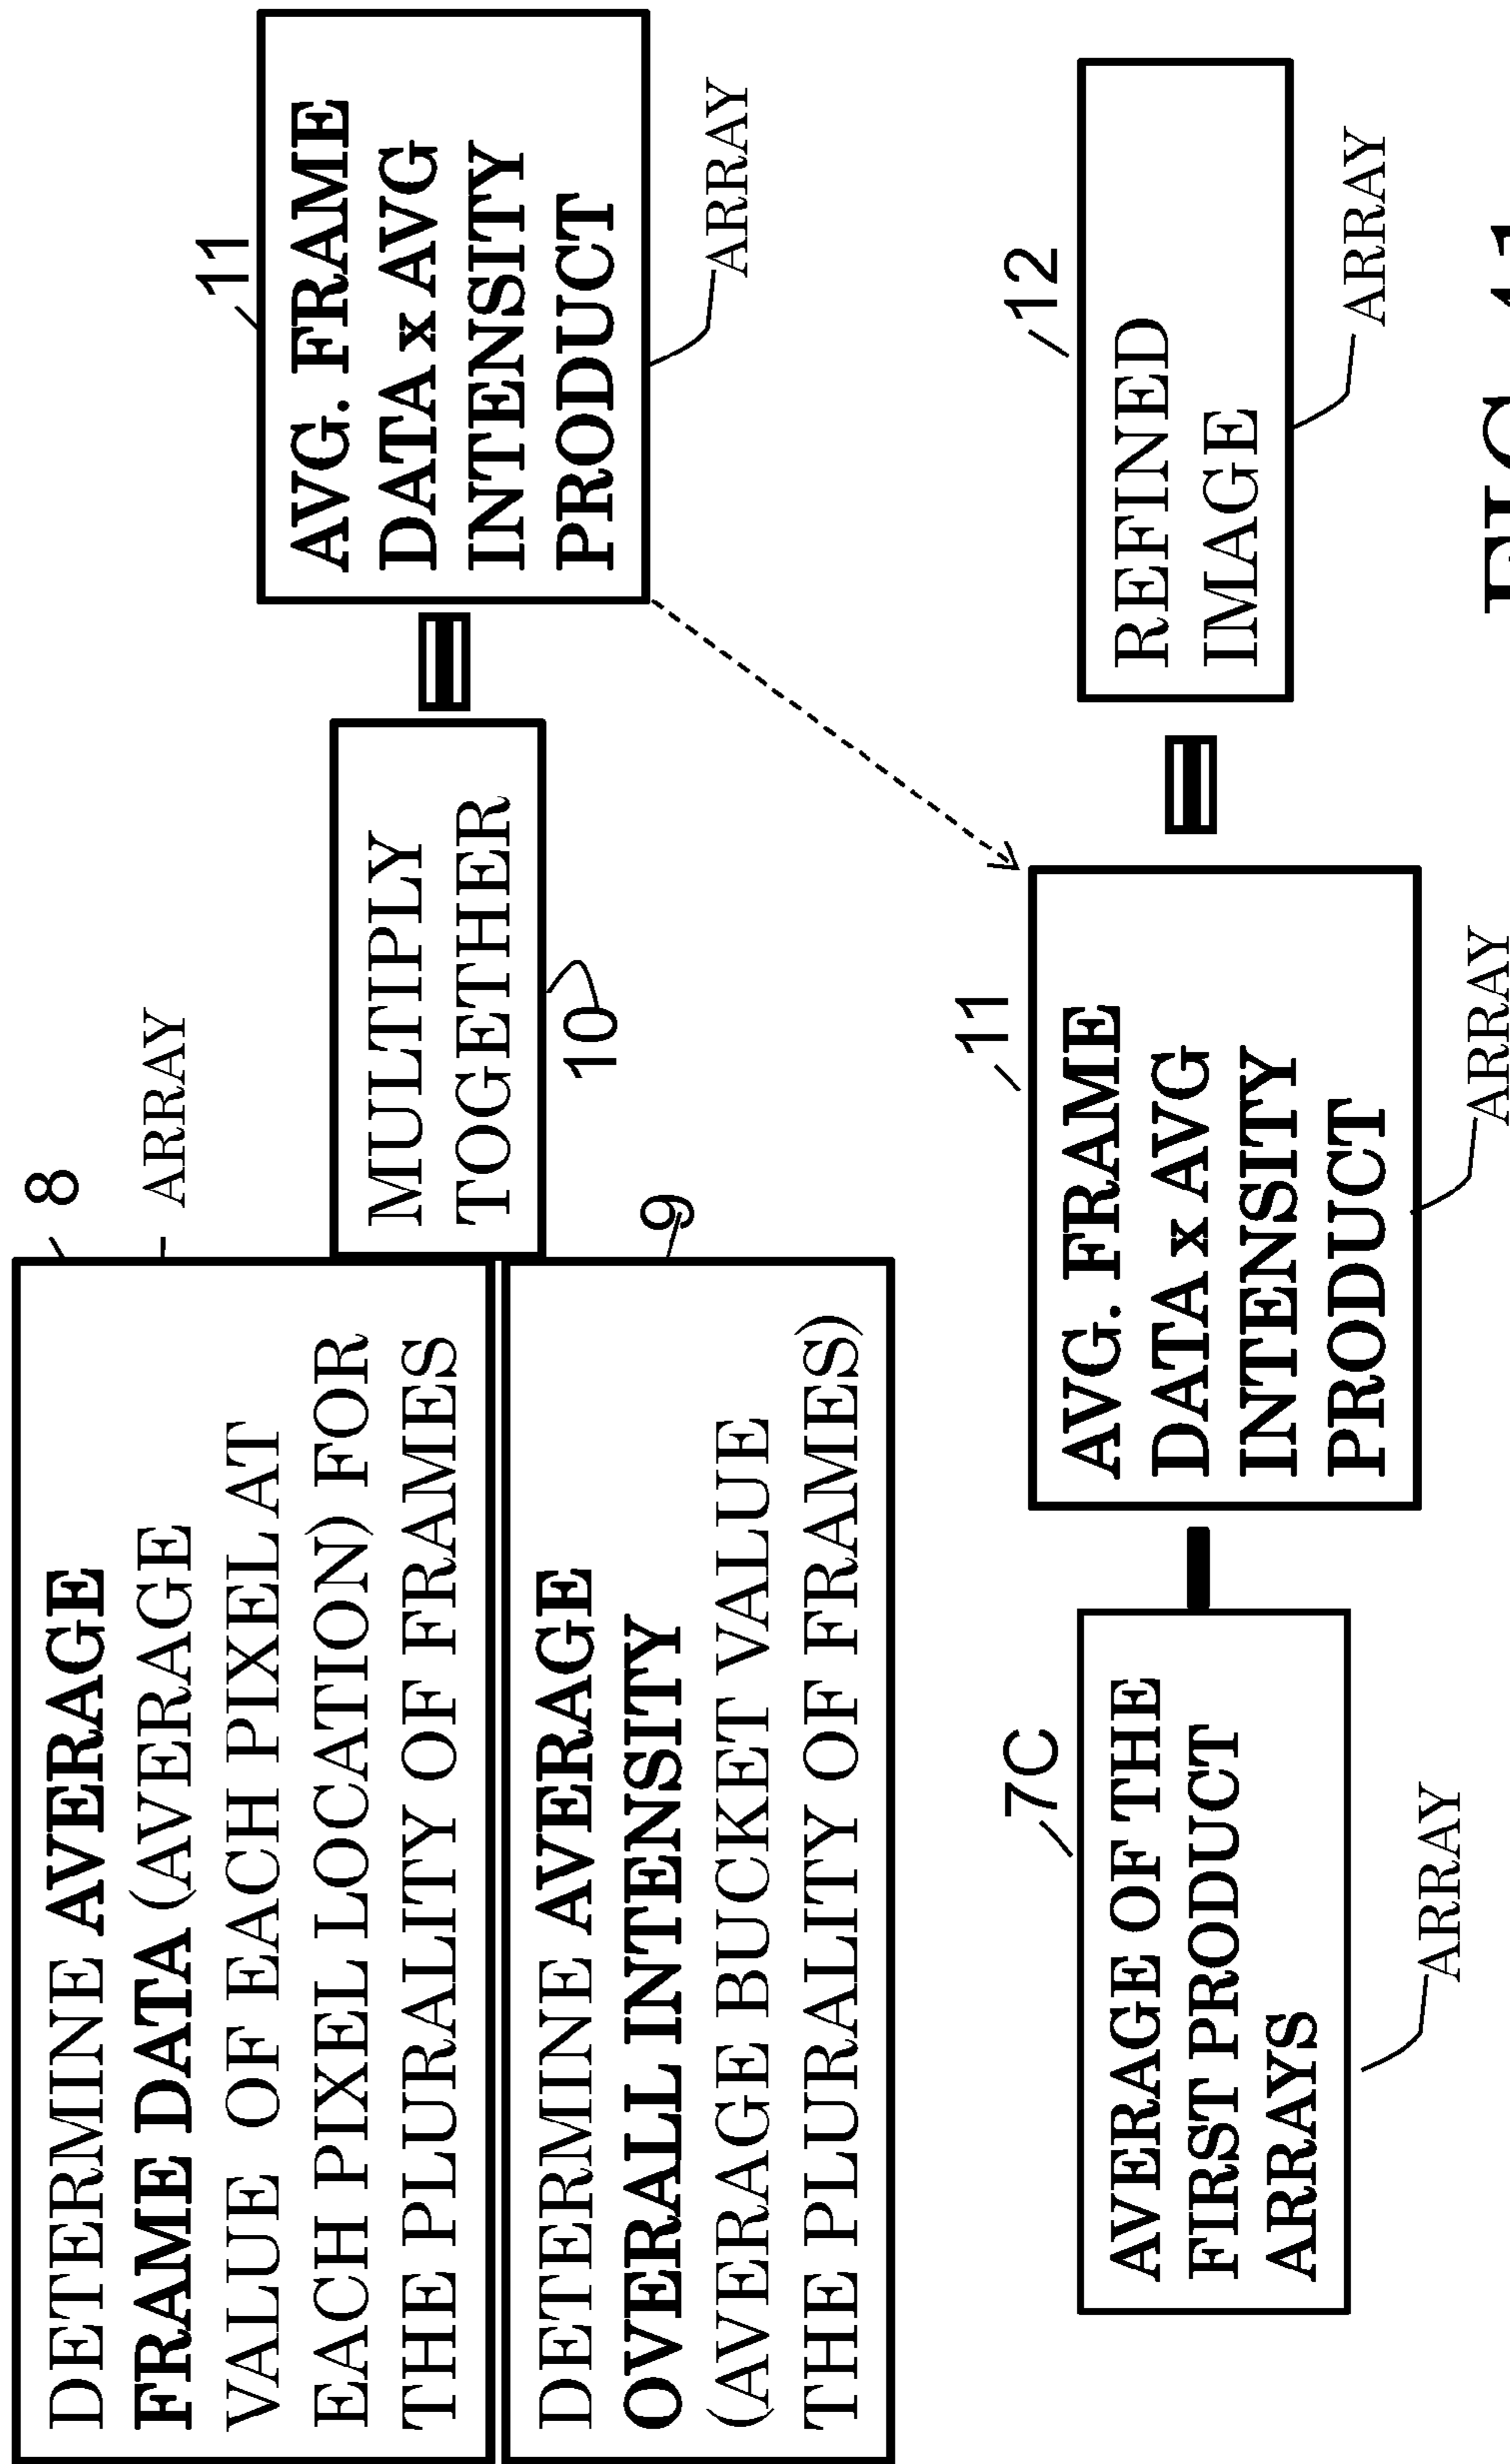 8
ARRAY
DETERMINE AVERAGE
FRAME DATA (AVERAGE
VALUE OF EACH PIXEL AT
EACH PIXEL LOCATION) FOR
THE PLURALITY OF FRAMES
DETERMINE AVERAGE
OVERALL INTENSITY
(AVERAGE BUCKET VALUE
THE PLURALITY OF FRAMES)
9
MULTIPLY
TOGETHER
10
=
11
AVG. FRAME
DATA x AVG
INTENSITY
PRODUCT
ARRAY
7C
AVERAGE OF THE
FIRST PRODUCT
ARRAYS
ARRAY
11
AVG. FRAME
DATA x AVG
INTENSITY
PRODUCT
ARRAY
=
12
REFINED
IMAGE
ARRAY